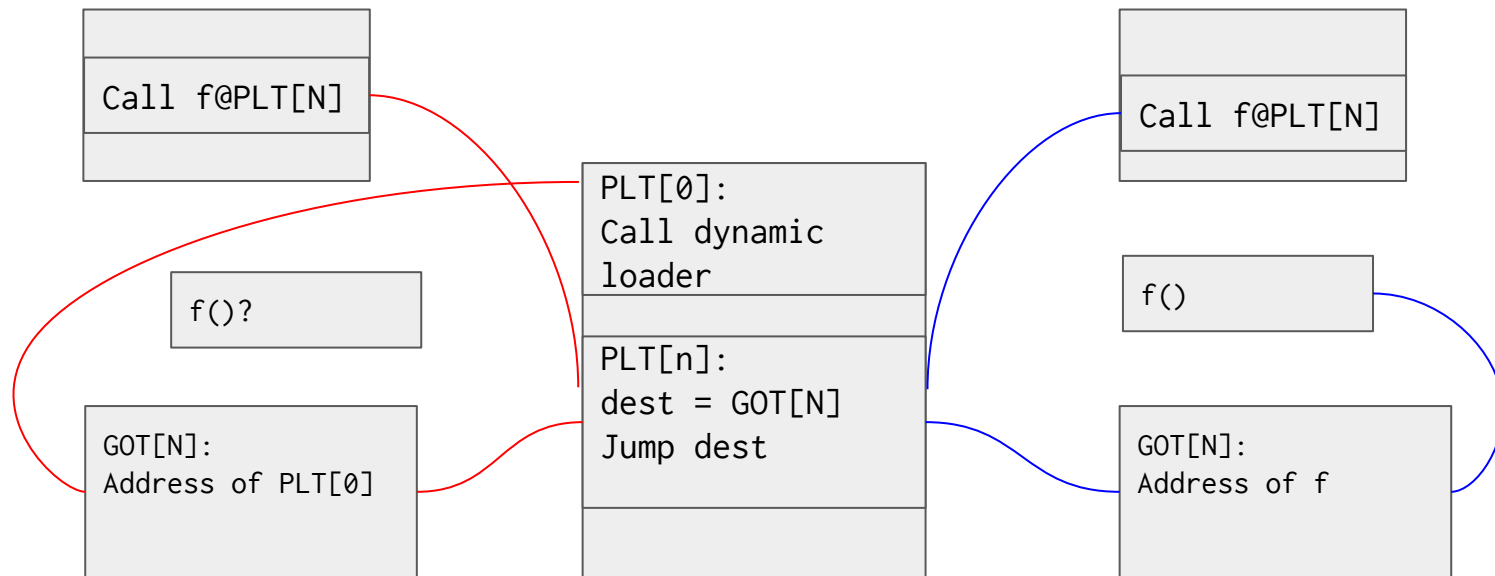 Call f@PLT[N]
f()?
GOT[N]:
Address of PLT[0]
PLT[0]:
Call dynamic
loader
PLT[n]:
dest = GOT[N]
Jump dest
Call f@PLT[N]
f()
GOT[N]:
Address of f